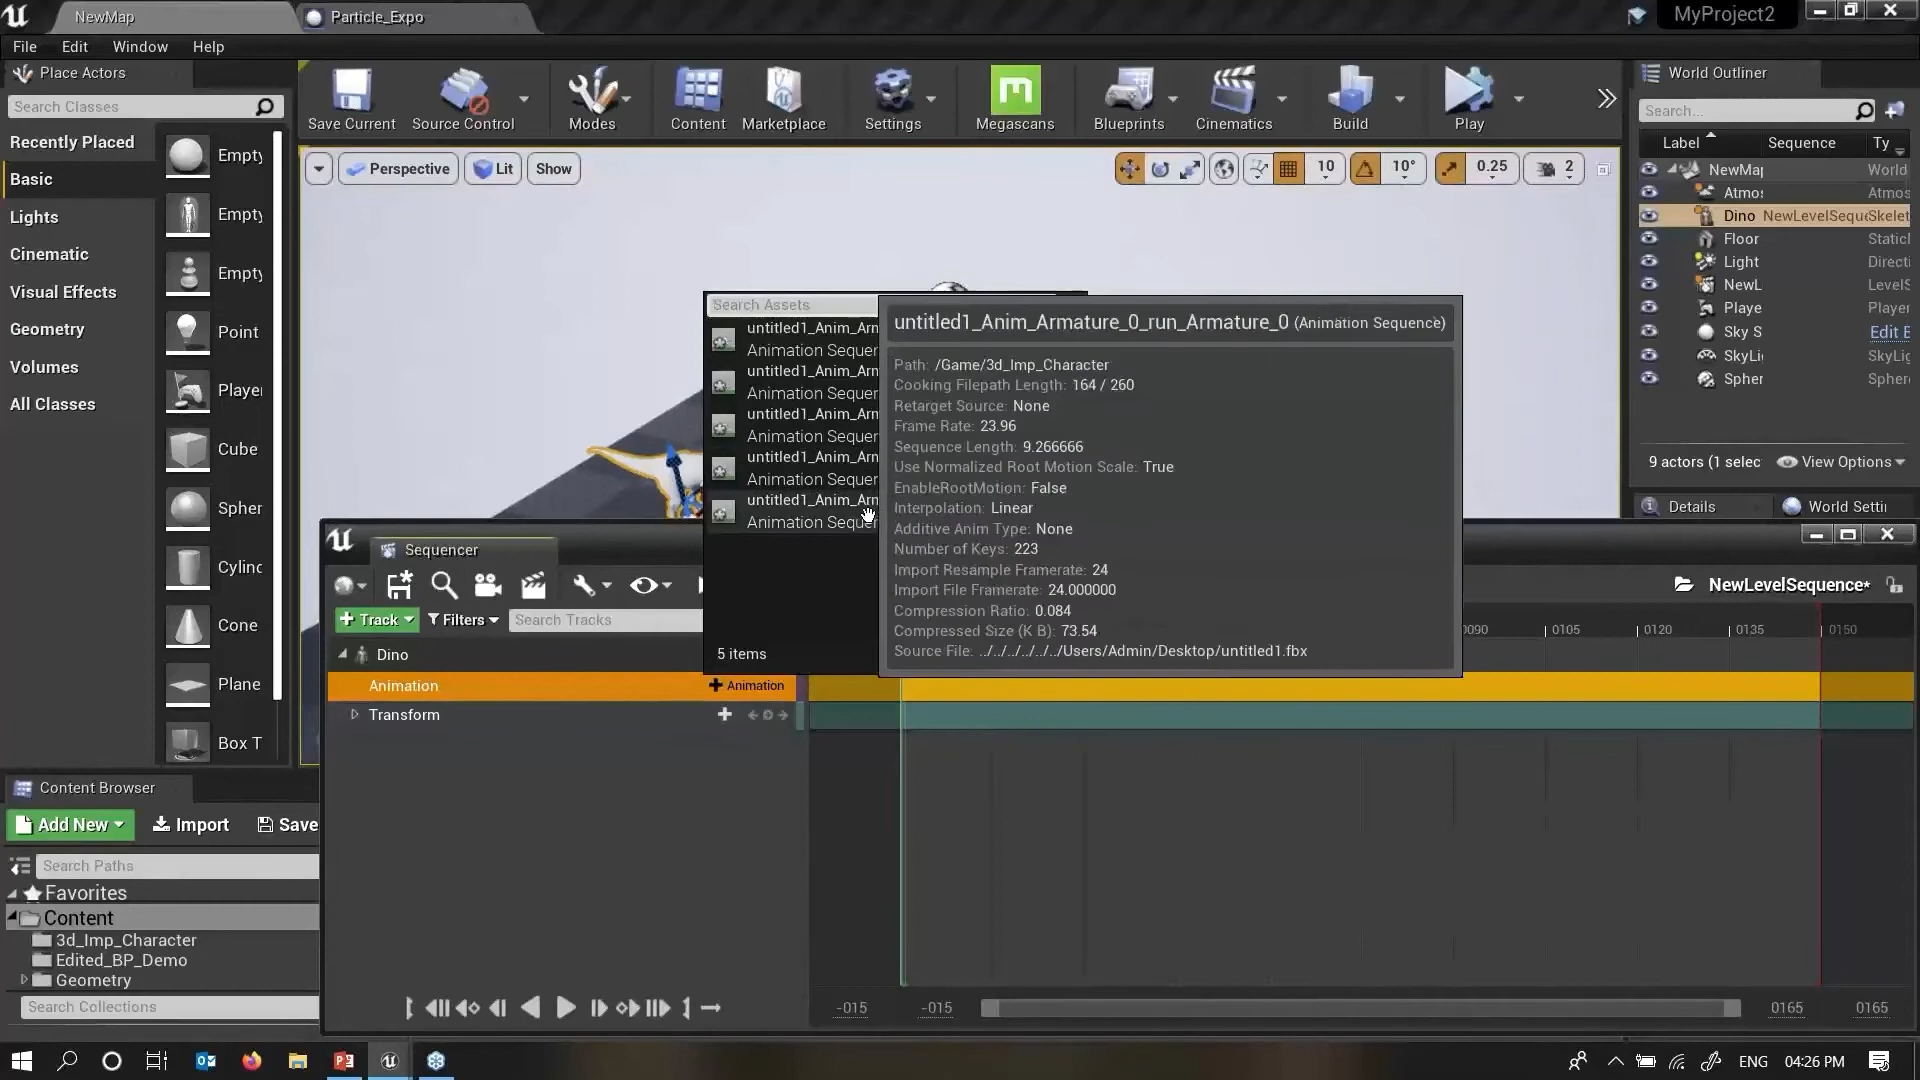 NewMap
Particle_Expo
MyProject2
File Edit Window Help
Place Actors
Search Classes
Recently Placed
Basic
Lights
Cinematic
Visual Effects
Geometry
Volumes
All Classes
Empty
Empty
Empty
Point
Player
Cube
Spher
Cylinc
Cone
Plane
Box T
Save Current
Source Control
Modes
Content
Marketplace
Settings
Megascans
Blueprints
Cinematics
Build
Play
Perspective
Lit
Show
10
10°
0.25
2
World Outliner
Search...
Label Sequence Ty
NewMap World
Atmos Atmos
Dino NewLevelSeque Skelet
Floor Static
Light Directi
NewL LevelS
Playe Player
Sky S Edit E
SkyLi SkyLig
Spher Sphere
9 actors (1 selec
View Options
Details
World Setti
Search Assets
untitled1_Anim_Arm
Animation Sequen
untitled1_Anim_Arm
Animation Sequen
untitled1_Anim_Arm
Animation Sequen
untitled1_Anim_Arm
Animation Sequen
untitled1_Anim_Arm
Animation Sequen
5 items
untitled1_Anim_Armature_0_run_Armature_0 (Animation Sequence)
Path: /Game/3d_Imp_Character
Cooking Filepath Length: 164 / 260
Retarget Source: None
Frame Rate: 23.96
Sequence Length: 9.266666
Use Normalized Root Motion Scale: True
EnableRootMotion: False
Interpolation: Linear
Additive Anim Type: None
Number of Keys: 223
Import Resample Framerate: 24
Import File Framerate: 24.000000
Compression Ratio: 0.084
Compressed Size (K B): 73.54
Source File: ../../../../../../Users/Admin/Desktop/untitled1.fbx
Sequencer
NewLevelSequence*
Track
Filters
Search Tracks
0090 0105 0120 0135 0150
Dino
Animation
Animation
Transform
-015 -015 0165 0165
Content Browser
Add New
Import
Save
Search Paths
Favorites
Content
3d_Imp_Character
Edited_BP_Demo
Geometry
Search Collections
ENG 04:26 PM